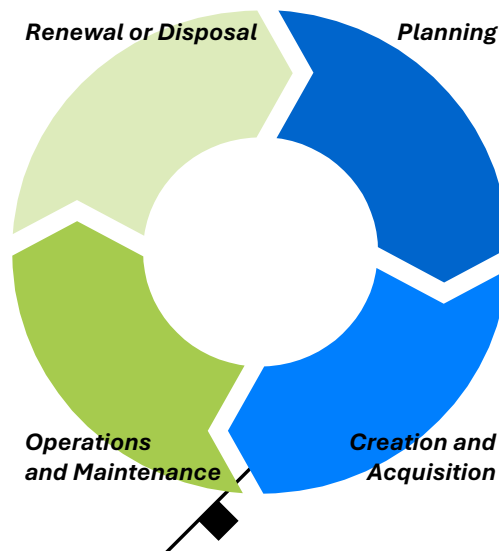 Renewal or Disposal
Planning
Operations
and Maintenance
Creation and
Acquisition